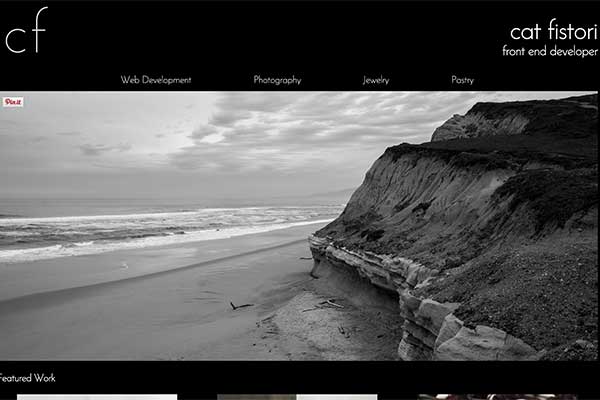 cf
cat fistori
front end developer
Web Development Photography Jewelry Pastry
Pin it
Featured Work